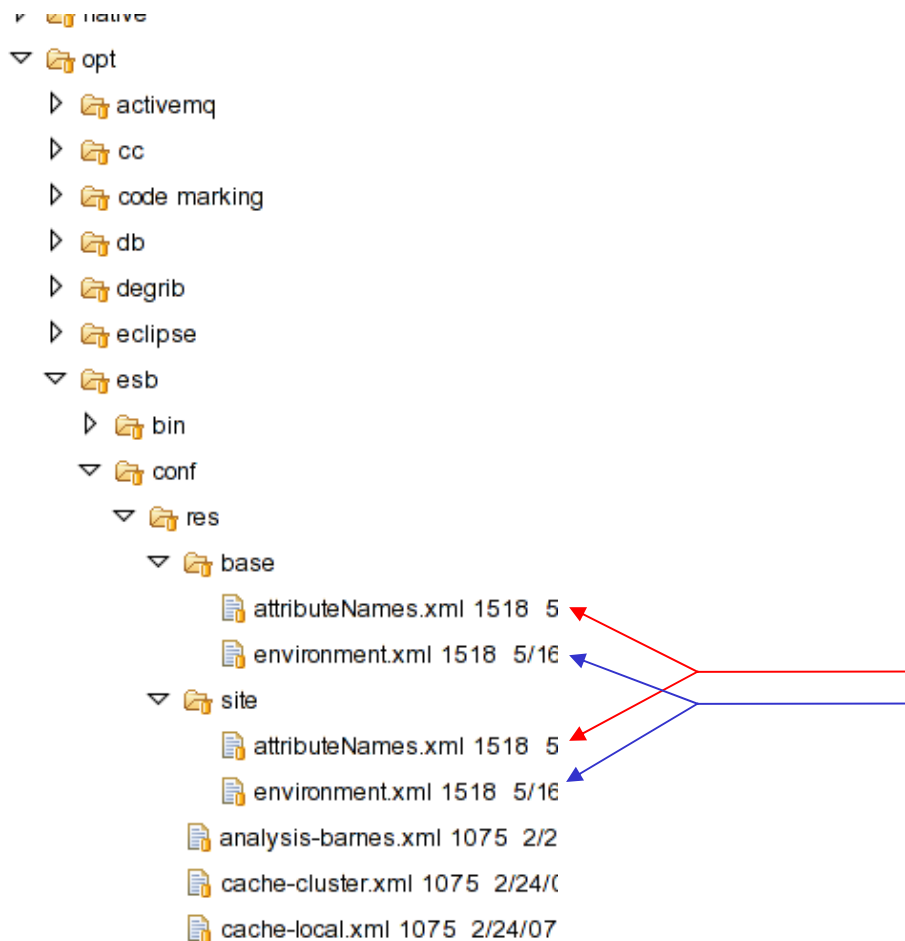 native
opt
activemq
cc
code marking
db
degrib
eclipse
esb
bin
conf
res
base
attributeNames.xml 1518 5
environment.xml 1518 5/16
site
attributeNames.xml 1518 5
environment.xml 1518 5/16
analysis-barnes.xml 1075 2/2
cache-cluster.xml 1075 2/24/0
cache-local.xml 1075 2/24/07